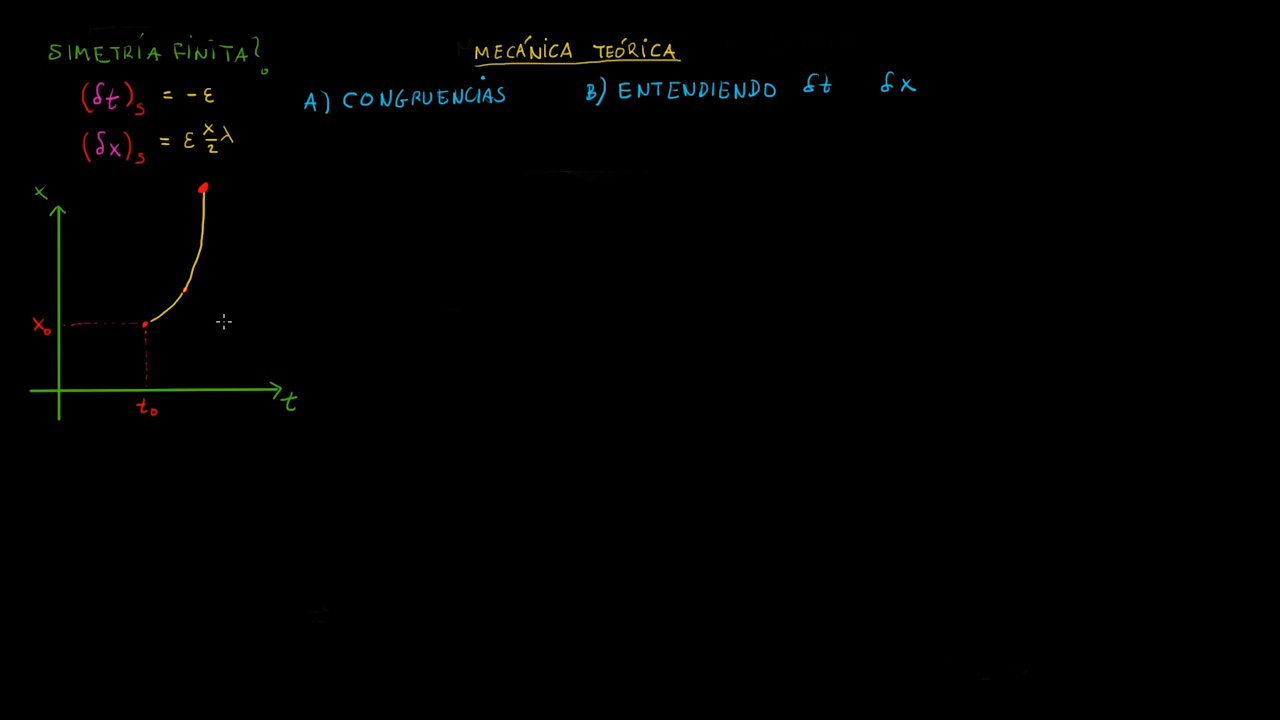 SIMETRÍA FINITA?
(δt)s = -ε
(δx)s = ε x/2 λ
MECÁNICA TEÓRICA
A) CONGRUENCIAS
B) ENTENDIENDO δt δx
x
x₀
t₀
t